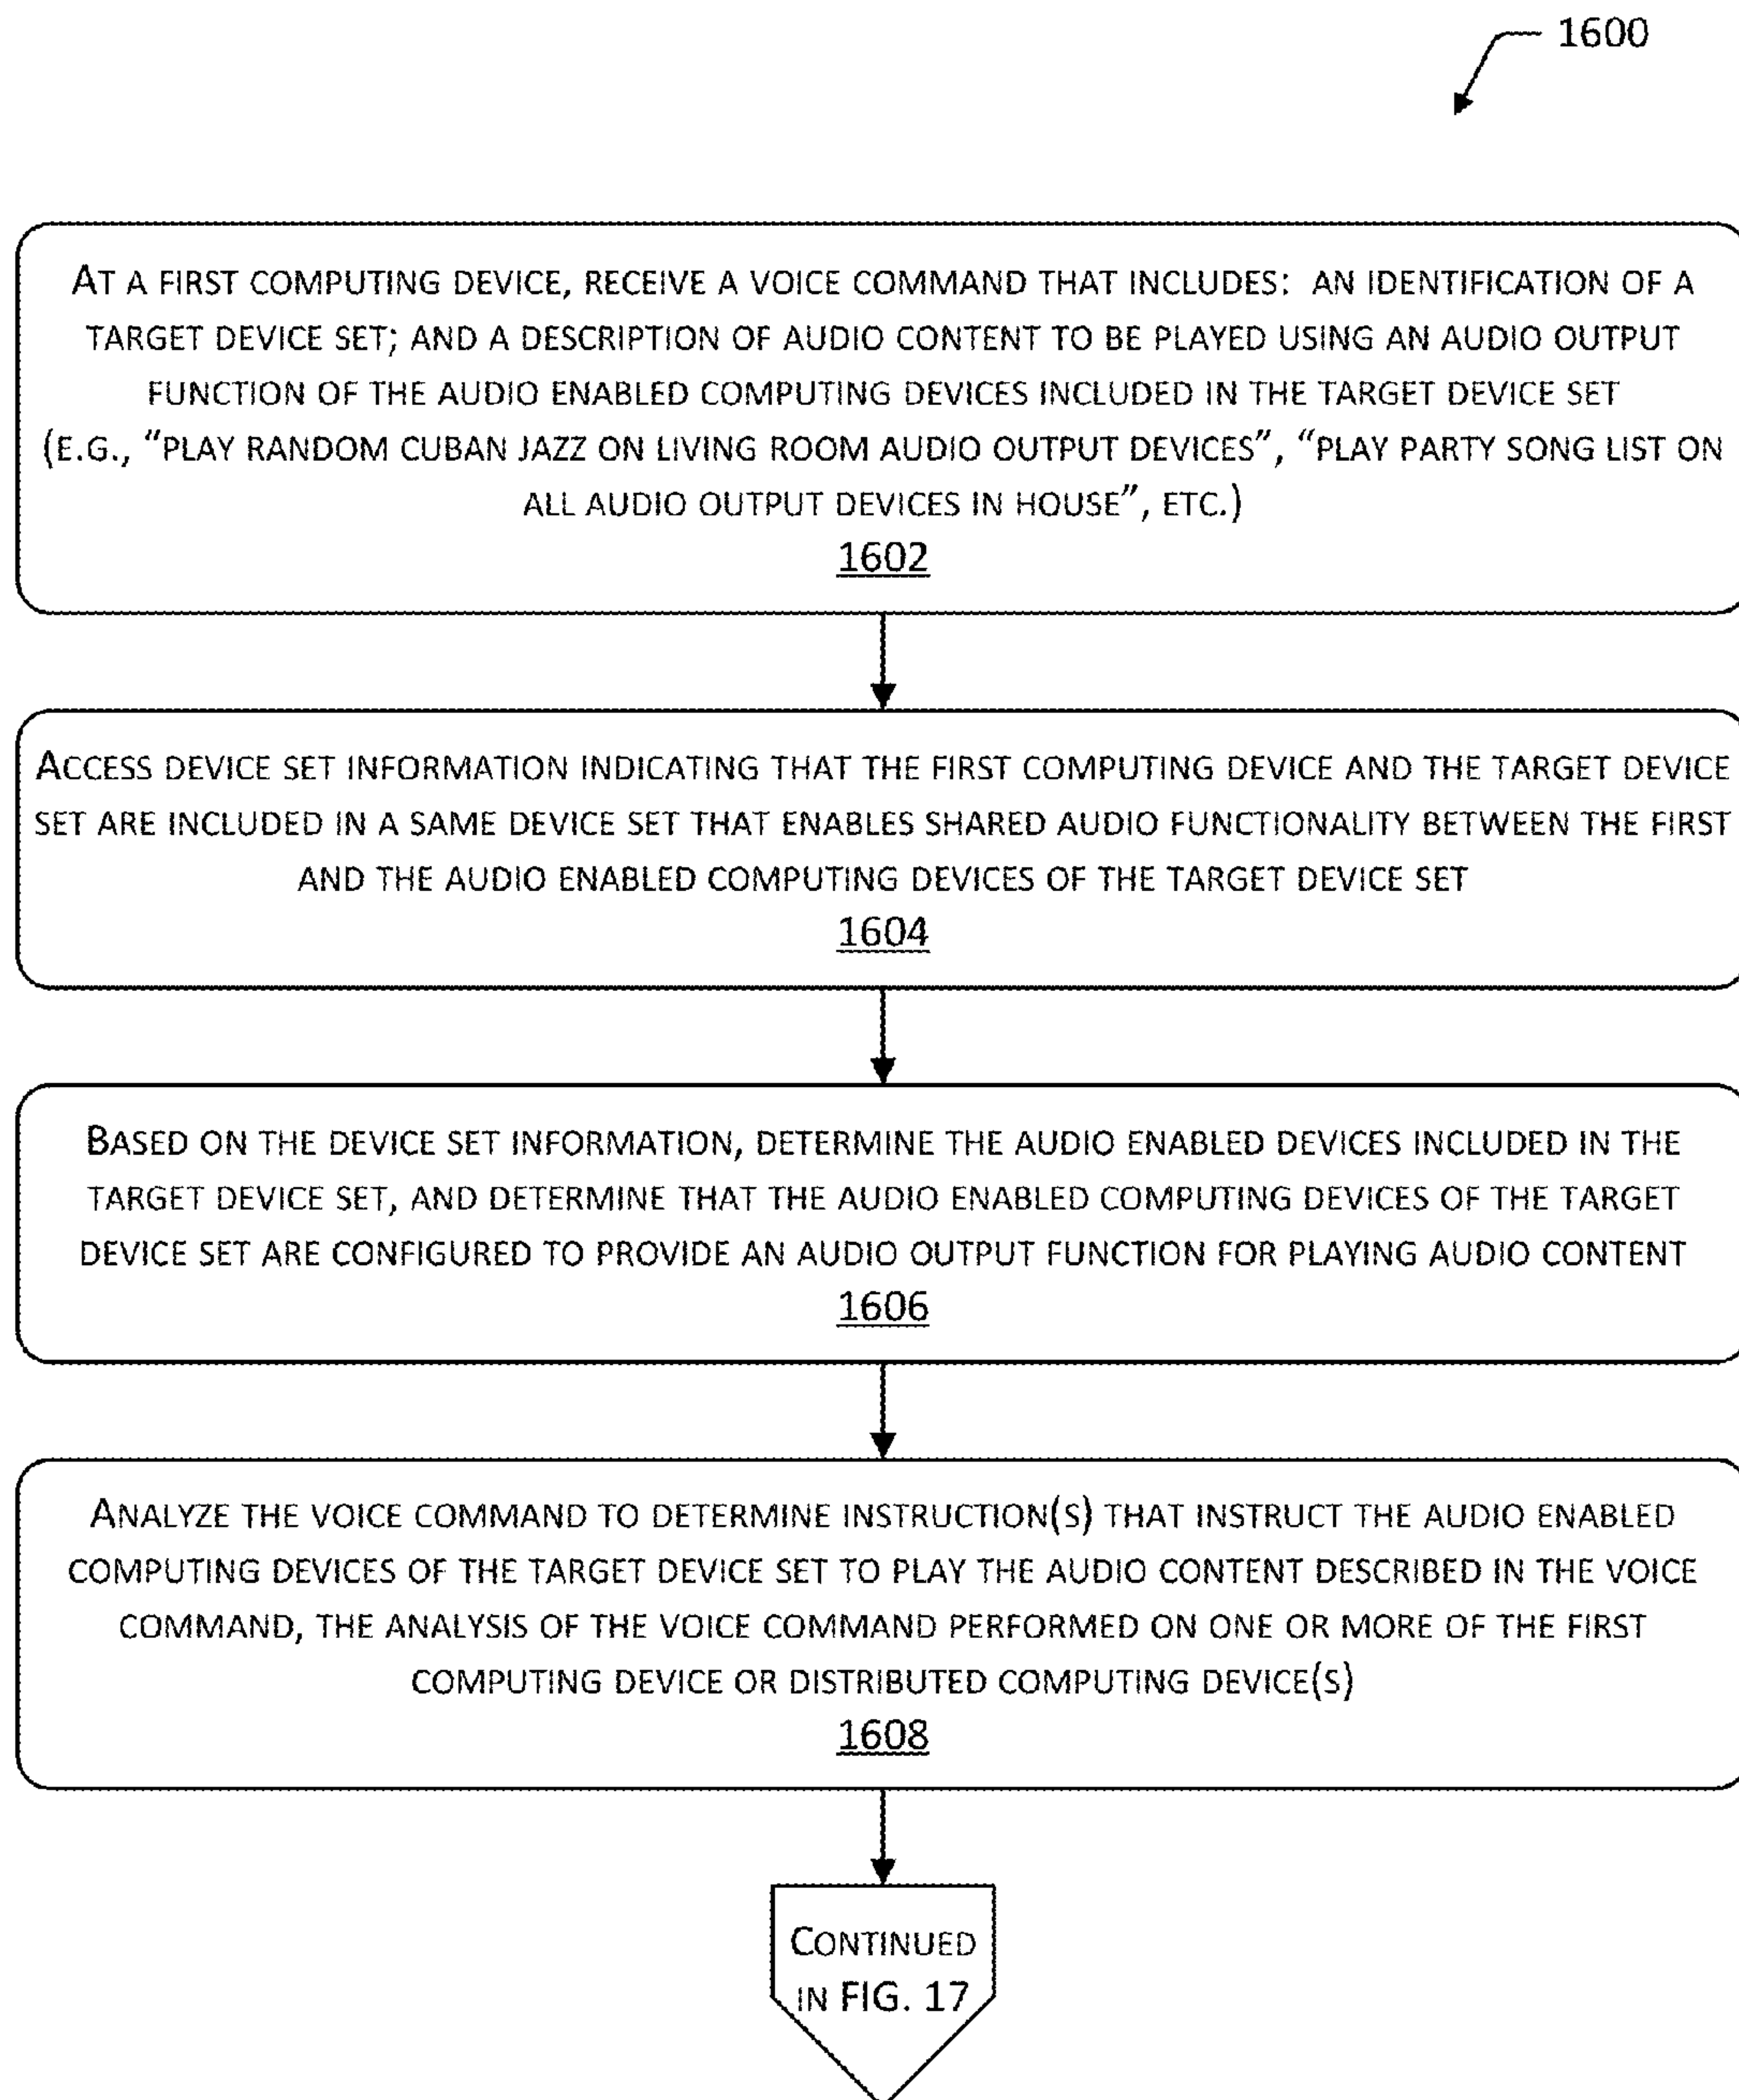 1600
AT A FIRST COMPUTING DEVICE, RECEIVE A VOICE COMMAND THAT INCLUDES: AN IDENTIFICATION OF A
TARGET DEVICE SET; AND A DESCRIPTION OF AUDIO CONTENT TO BE PLAYED USING AN AUDIO OUTPUT
FUNCTION OF THE AUDIO ENABLED COMPUTING DEVICES INCLUDED IN THE TARGET DEVICE SET
(E.G., "PLAY RANDOM CUBAN JAZZ ON LIVING ROOM AUDIO OUTPUT DEVICES", "PLAY PARTY SONG LIST ON
ALL AUDIO OUTPUT DEVICES IN HOUSE", ETC.)
1602
ACCESS DEVICE SET INFORMATION INDICATING THAT THE FIRST COMPUTING DEVICE AND THE TARGET DEVICE
SET ARE INCLUDED IN A SAME DEVICE SET THAT ENABLES SHARED AUDIO FUNCTIONALITY BETWEEN THE FIRST
AND THE AUDIO ENABLED COMPUTING DEVICES OF THE TARGET DEVICE SET
1604
BASED ON THE DEVICE SET INFORMATION, DETERMINE THE AUDIO ENABLED DEVICES INCLUDED IN THE
TARGET DEVICE SET, AND DETERMINE THAT THE AUDIO ENABLED COMPUTING DEVICES OF THE TARGET
DEVICE SET ARE CONFIGURED TO PROVIDE AN AUDIO OUTPUT FUNCTION FOR PLAYING AUDIO CONTENT
1606
ANALYZE THE VOICE COMMAND TO DETERMINE INSTRUCTION(S) THAT INSTRUCT THE AUDIO ENABLED
COMPUTING DEVICES OF THE TARGET DEVICE SET TO PLAY THE AUDIO CONTENT DESCRIBED IN THE VOICE
COMMAND, THE ANALYSIS OF THE VOICE COMMAND PERFORMED ON ONE OR MORE OF THE FIRST
COMPUTING DEVICE OR DISTRIBUTED COMPUTING DEVICE(S)
1608
CONTINUED
IN FIG. 17